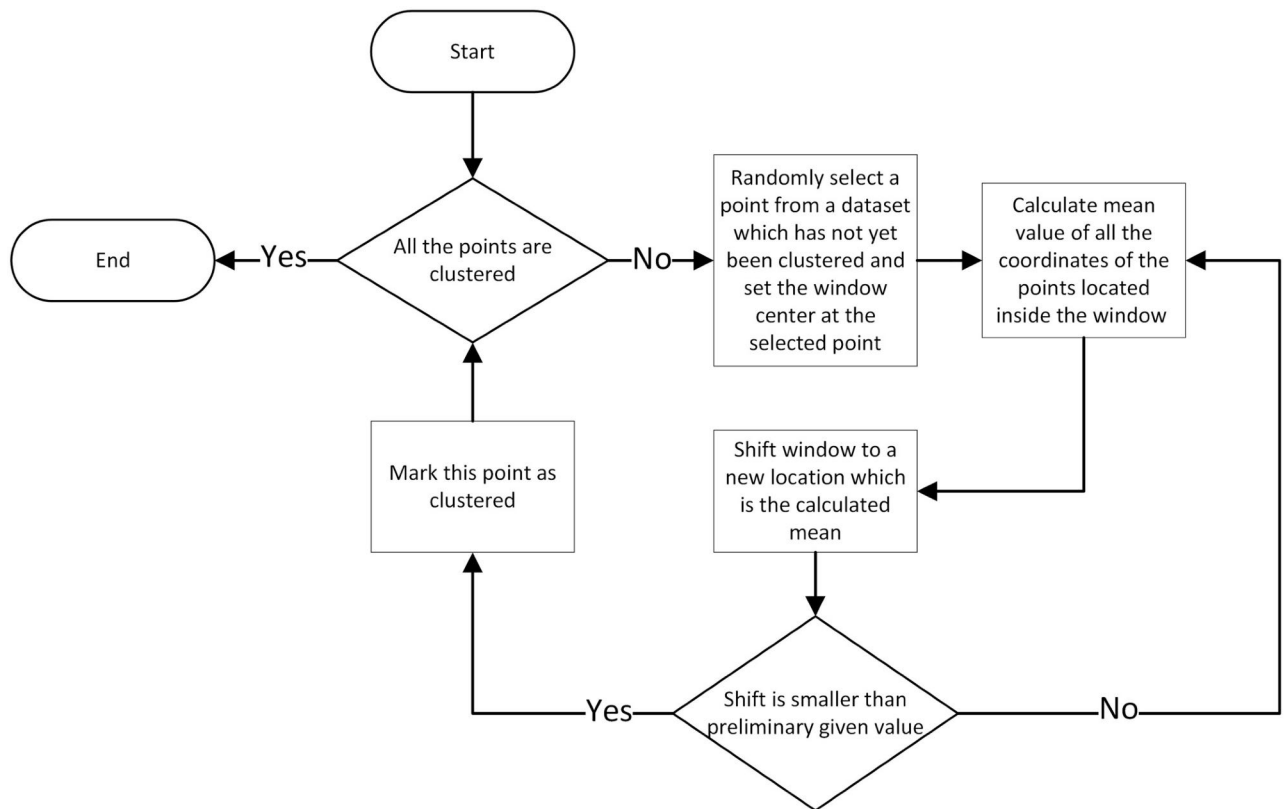 Start
All the points are
clustered
Yes
End
No
Randomly select a
point from a dataset
which has not yet
been clustered and
set the window
center at the
selected point
Calculate mean
value of all the
coordinates of the
points located
inside the window
Shift window to a
new location which
is the calculated
mean
Shift is smaller than
preliminary given value
No
Yes
Mark this point as
clustered